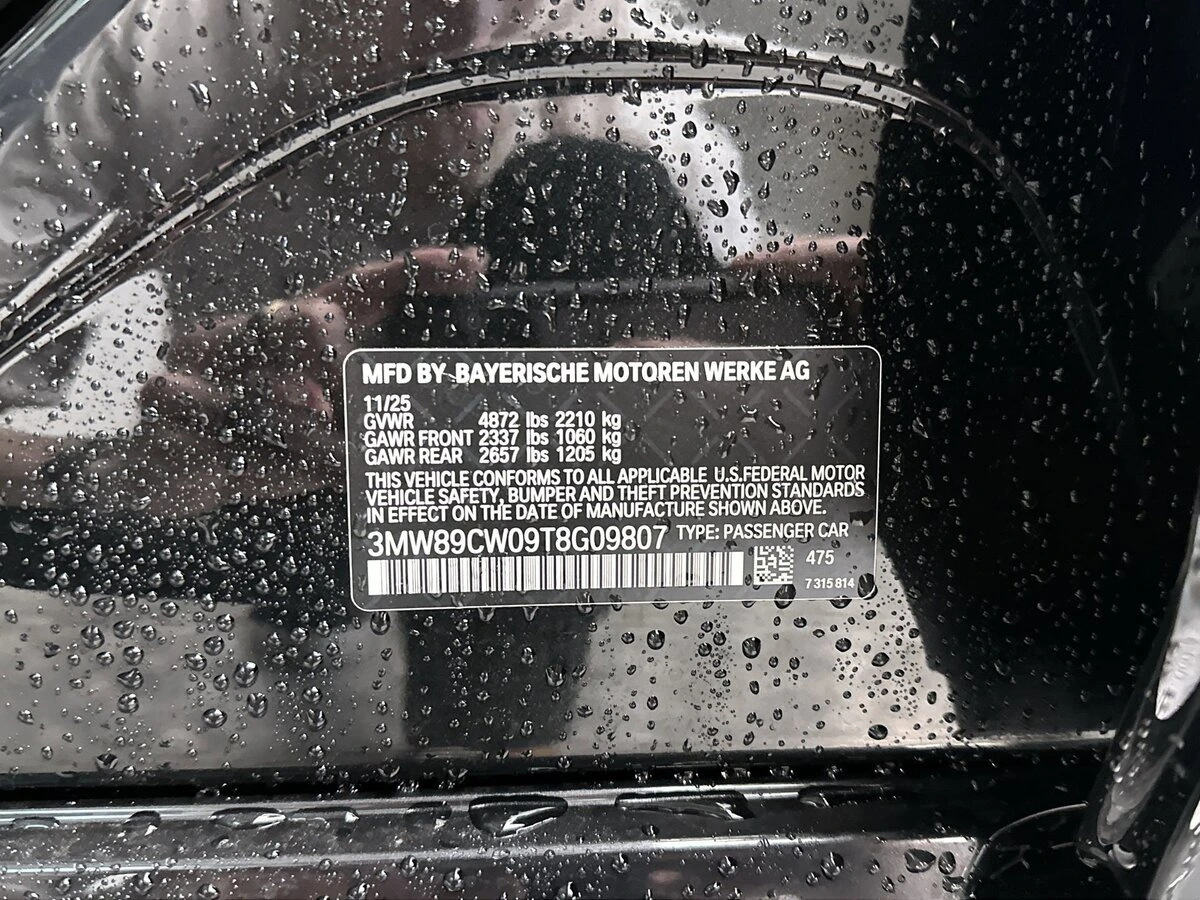 MFD BY BAYERISCHE MOTOREN WERKE AG
11/25
GVWR 4872 lbs 2210 kg
GAWR FRONT 2337 lbs 1060 kg
GAWR REAR 2657 lbs 1205 kg
THIS VEHICLE CONFORMS TO ALL APPLICABLE U.S.FEDERAL MOTOR
VEHICLE SAFETY, BUMPER AND THEFT PREVENTION STANDARDS
IN EFFECT ON THE DATE OF MANUFACTURE SHOWN ABOVE.
3MW89CW09T8G09807 TYPE: PASSENGER CAR
475
7 315 814